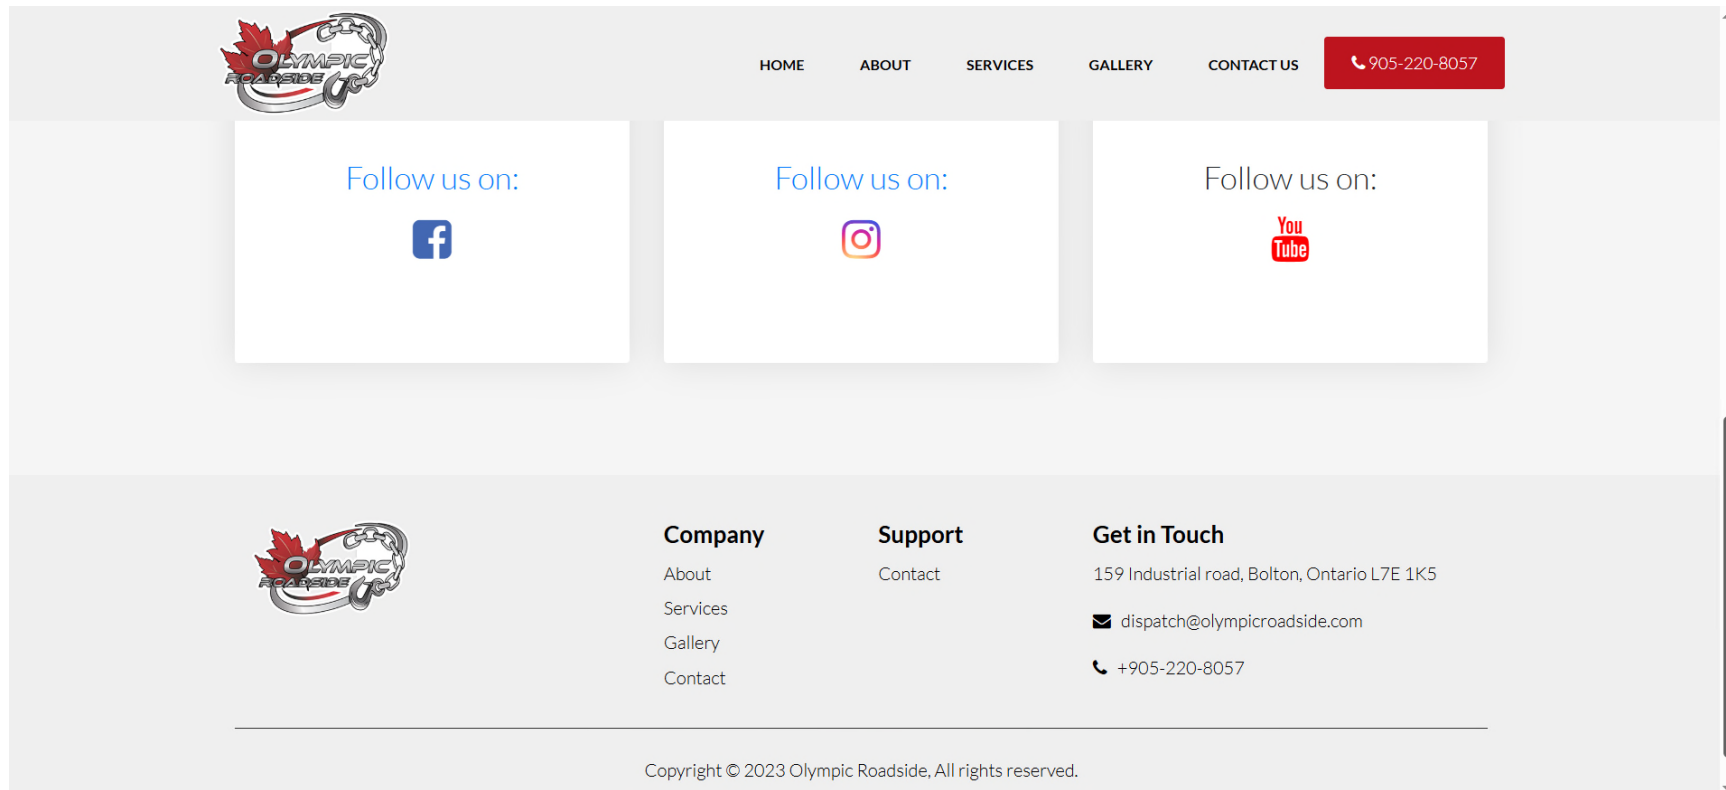 OLYMPIC
ROADSIDE
HOME ABOUT SERVICES GALLERY CONTACT US 905-220-8057
Follow us on: Follow us on: Follow us on:
You
Tube
OLYMPIC
ROADSIDE
Company Support Get in Touch
About Contact 159 Industrial road, Bolton, Ontario L7E 1K5
Services
dispatch@olympicroadside.com
Gallery
+905-220-8057
Contact
Copyright © 2023 Olympic Roadside, All rights reserved.